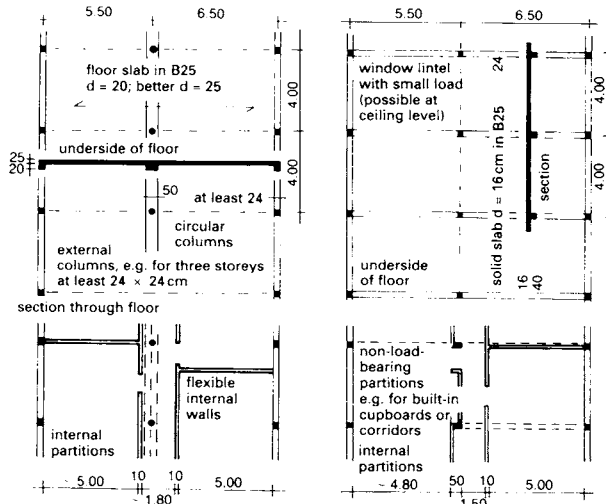 5.50
6.50
floor slab in B25
d = 20; better d = 25
4.00
underside of floor
25
20
50
at least 24
4.00
circular
columns
external
columns, e.g. for three storeys
at least 24 × 24 cm
section through floor
flexible
internal
walls
internal
partitions
5.00
10
10
5.00
1.80
5.50
6.50
window lintel
with small load
(possible at
ceiling level)
24
4.00
solid slab d = 16 cm in B25
section
4.00
underside
of floor
16
40
non-load-
bearing
partitions
e.g. for built-in
cupboards or
corridors
internal
partitions
4.80
50
10
5.00
1.50